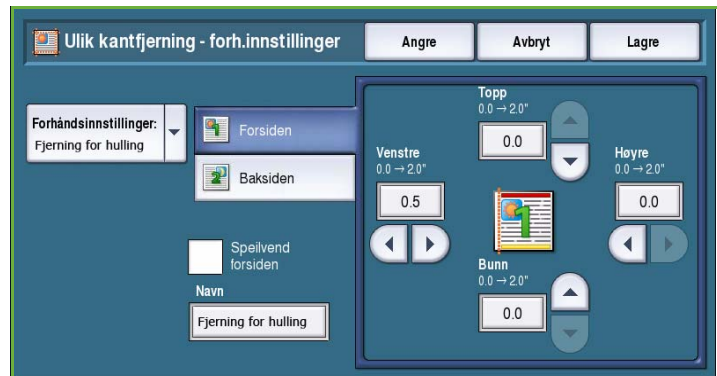 Ulik kantfjerning - forh.innstillinger
Angre
Avbryt
Lagre
Forhåndsinnstillinger:
Fjerning for hulling
Forsiden
Baksiden
Speilvend
forsiden
Navn
Fjerning for hulling
Topp
0.0 → 2.0"
0.0
Venstre
0.0 → 2.0"
0.5
Høyre
0.0 → 2.0"
0.0
Bunn
0.0 → 2.0"
0.0